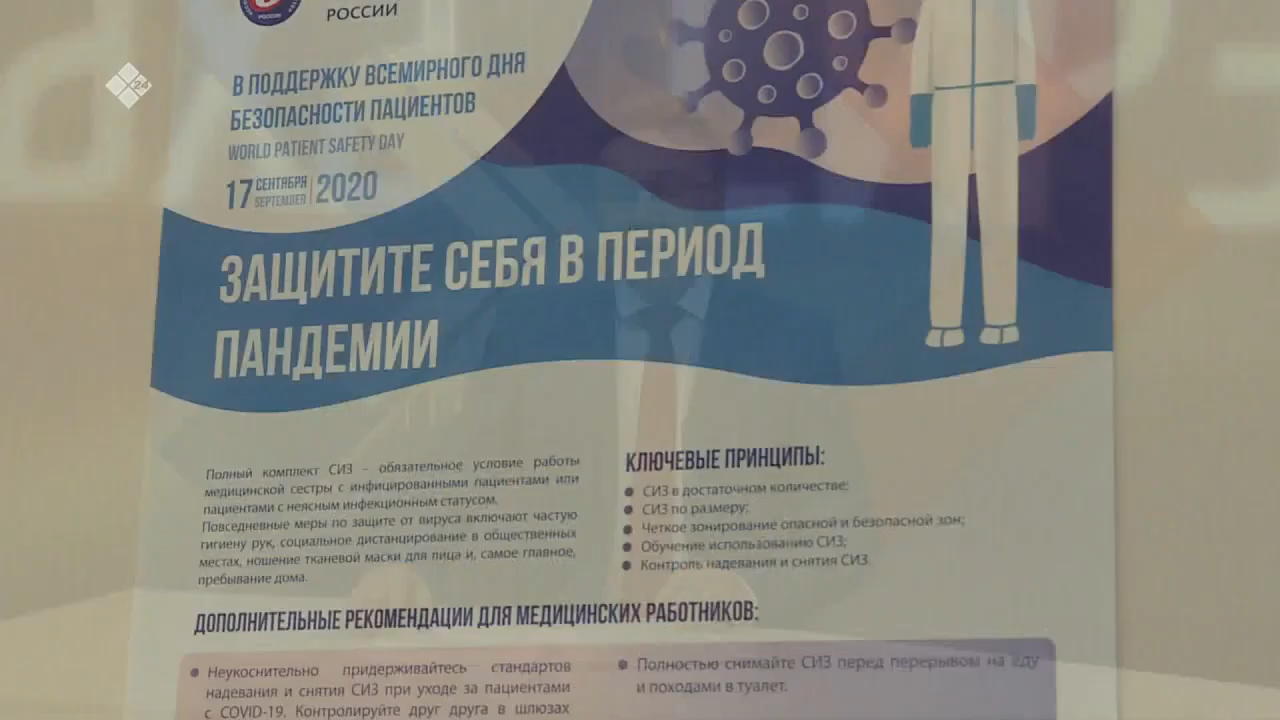 РОССИИ
24
В ПОДДЕРЖКУ ВСЕМИРНОГО ДНЯ
БЕЗОПАСНОСТИ ПАЦИЕНТОВ
WORLD PATIENT SAFETY DAY
17 СЕНТЯБРЯ
SEPTEMBER 2020
ЗАЩИТИТЕ СЕБЯ В ПЕРИОД
ПАНДЕМИИ
Полный комплект СИЗ – обязательное условие работы
медицинской сестры с инфицированными пациентами или
пациентами с неясным инфекционным статусом.
Повседневные меры по защите от вируса включают частую
гигиену рук, социальное дистанцирование в общественных
местах, ношение тканевой маски для лица и, самое главное,
пребывание дома.
КЛЮЧЕВЫЕ ПРИНЦИПЫ:
● СИЗ в достаточном количестве;
● СИЗ по размеру;
● Четкое зонирование опасной и безопасной зон;
● Обучение использованию СИЗ;
● Контроль надевания и снятия СИЗ
ДОПОЛНИТЕЛЬНЫЕ РЕКОМЕНДАЦИИ ДЛЯ МЕДИЦИНСКИХ РАБОТНИКОВ:
● Неукоснительно придерживайтесь стандартов
надевания и снятия СИЗ при уходе за пациентами
с COVID-19. Контролируйте друг друга в шлюзах
● Полностью снимайте СИЗ перед перерывом на еду
и походами в туалет.